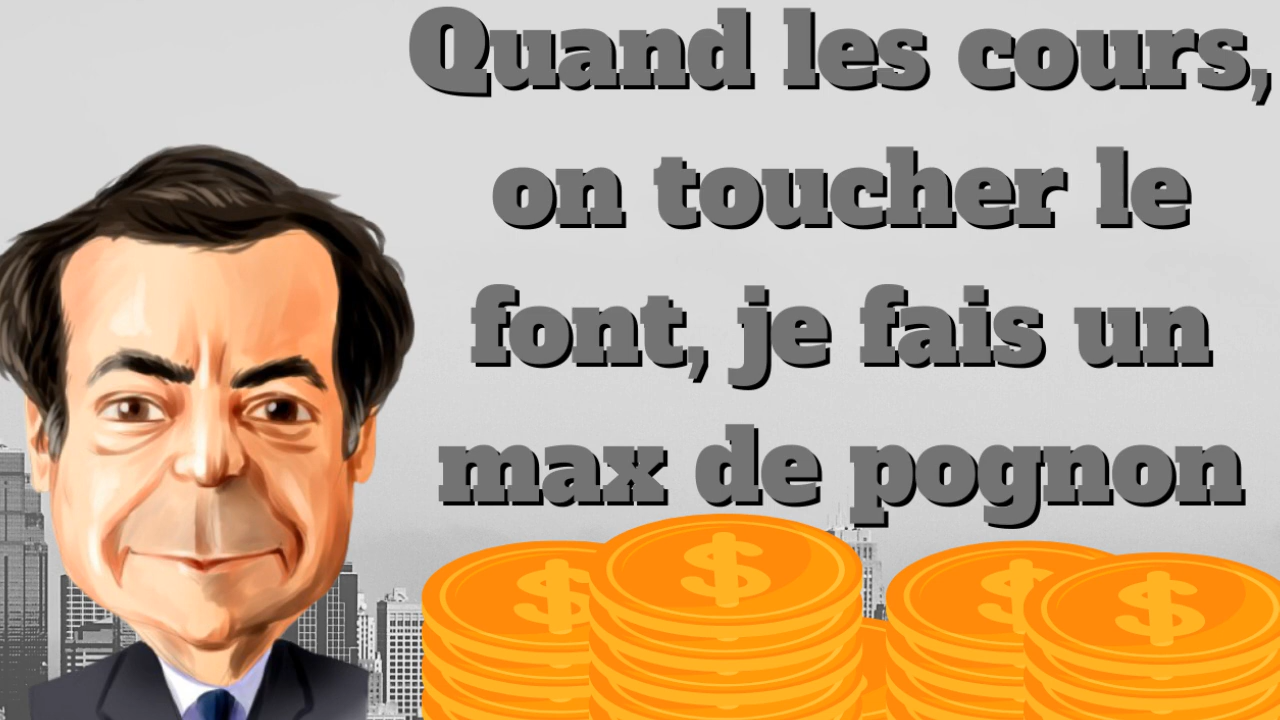 Quand les cours,
on toucher le
font, je fais un
max de pognon